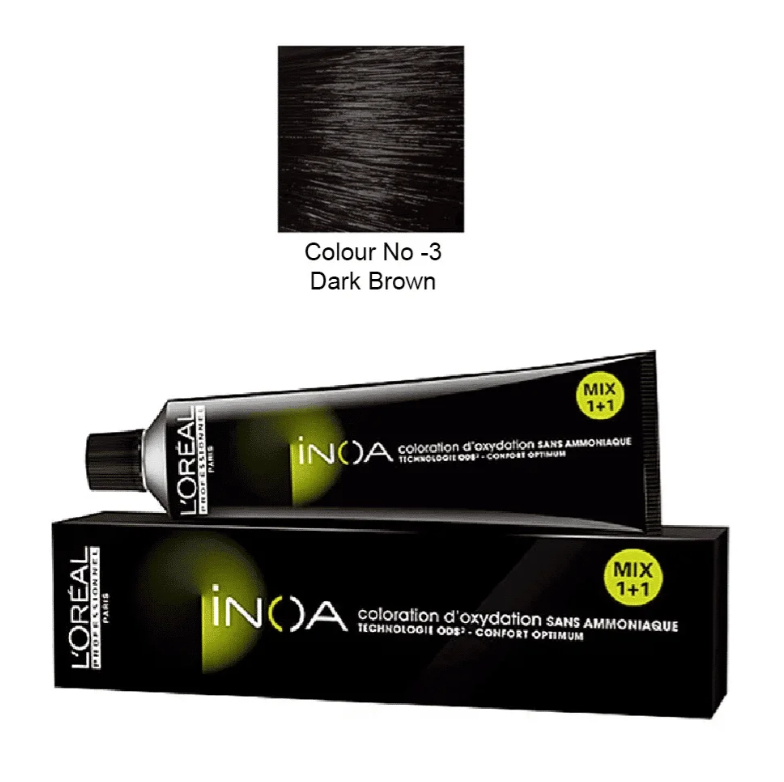 Colour No -3
Dark Brown
L'ORÉAL
PROFESSIONNEL
PARIS
iNOA
coloration d'oxydation SANS AMMONIAQUE
TECHNOLOGIE ODS² - CONFORT OPTIMUM
MIX
1+1
L'ORÉAL
PROFESSIONNEL
PARIS
iNOA
coloration d'oxydation SANS AMMONIAQUE
TECHNOLOGIE ODS² - CONFORT OPTIMUM
MIX
1+1